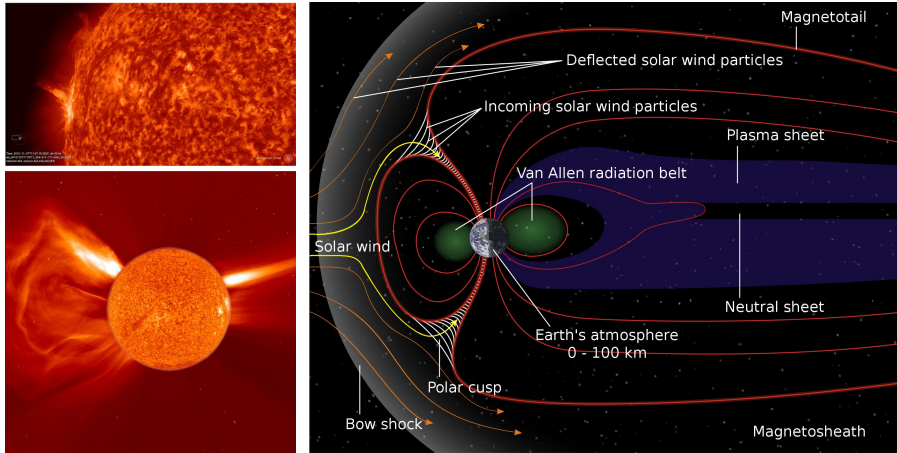 Magnetotail
Deflected solar wind particles
Incoming solar wind particles
Plasma sheet
Van Allen radiation belt
Solar wind
Neutral sheet
Earth's atmosphere
0 - 100 km
Polar cusp
Bow shock
Magnetosheath